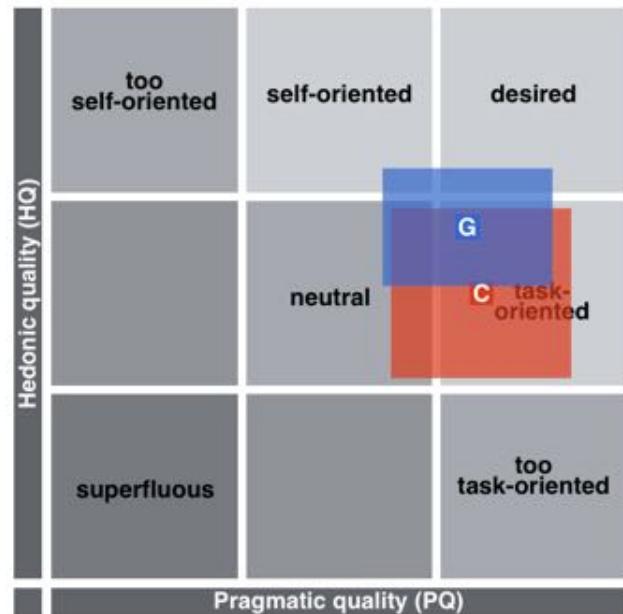 too
self-oriented
self-oriented
desired
Hedonic quality (HQ)
G
neutral
C
task-
oriented
superfluous
too
task-oriented
Pragmatic quality (PQ)